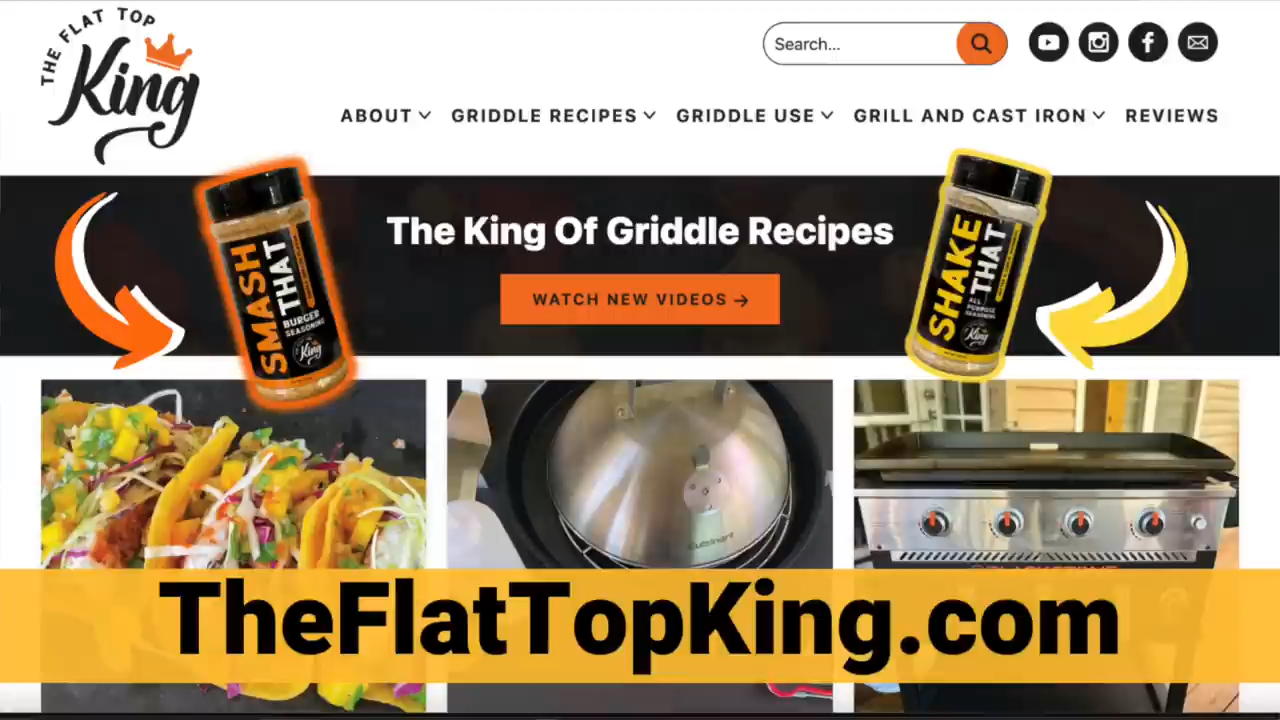 THE FLAT TOP
King
Search...
ABOUT
GRIDDLE RECIPES
GRIDDLE USE
GRILL AND CAST IRON
REVIEWS
The King Of Griddle Recipes
WATCH NEW VIDEOS →
SMASH
THAT
BURGER
SEASONING
King
SHAKE
THAT
ALL
PURPOSE
SEASONING
King
Cuisinart
TheFlatTopKing.com